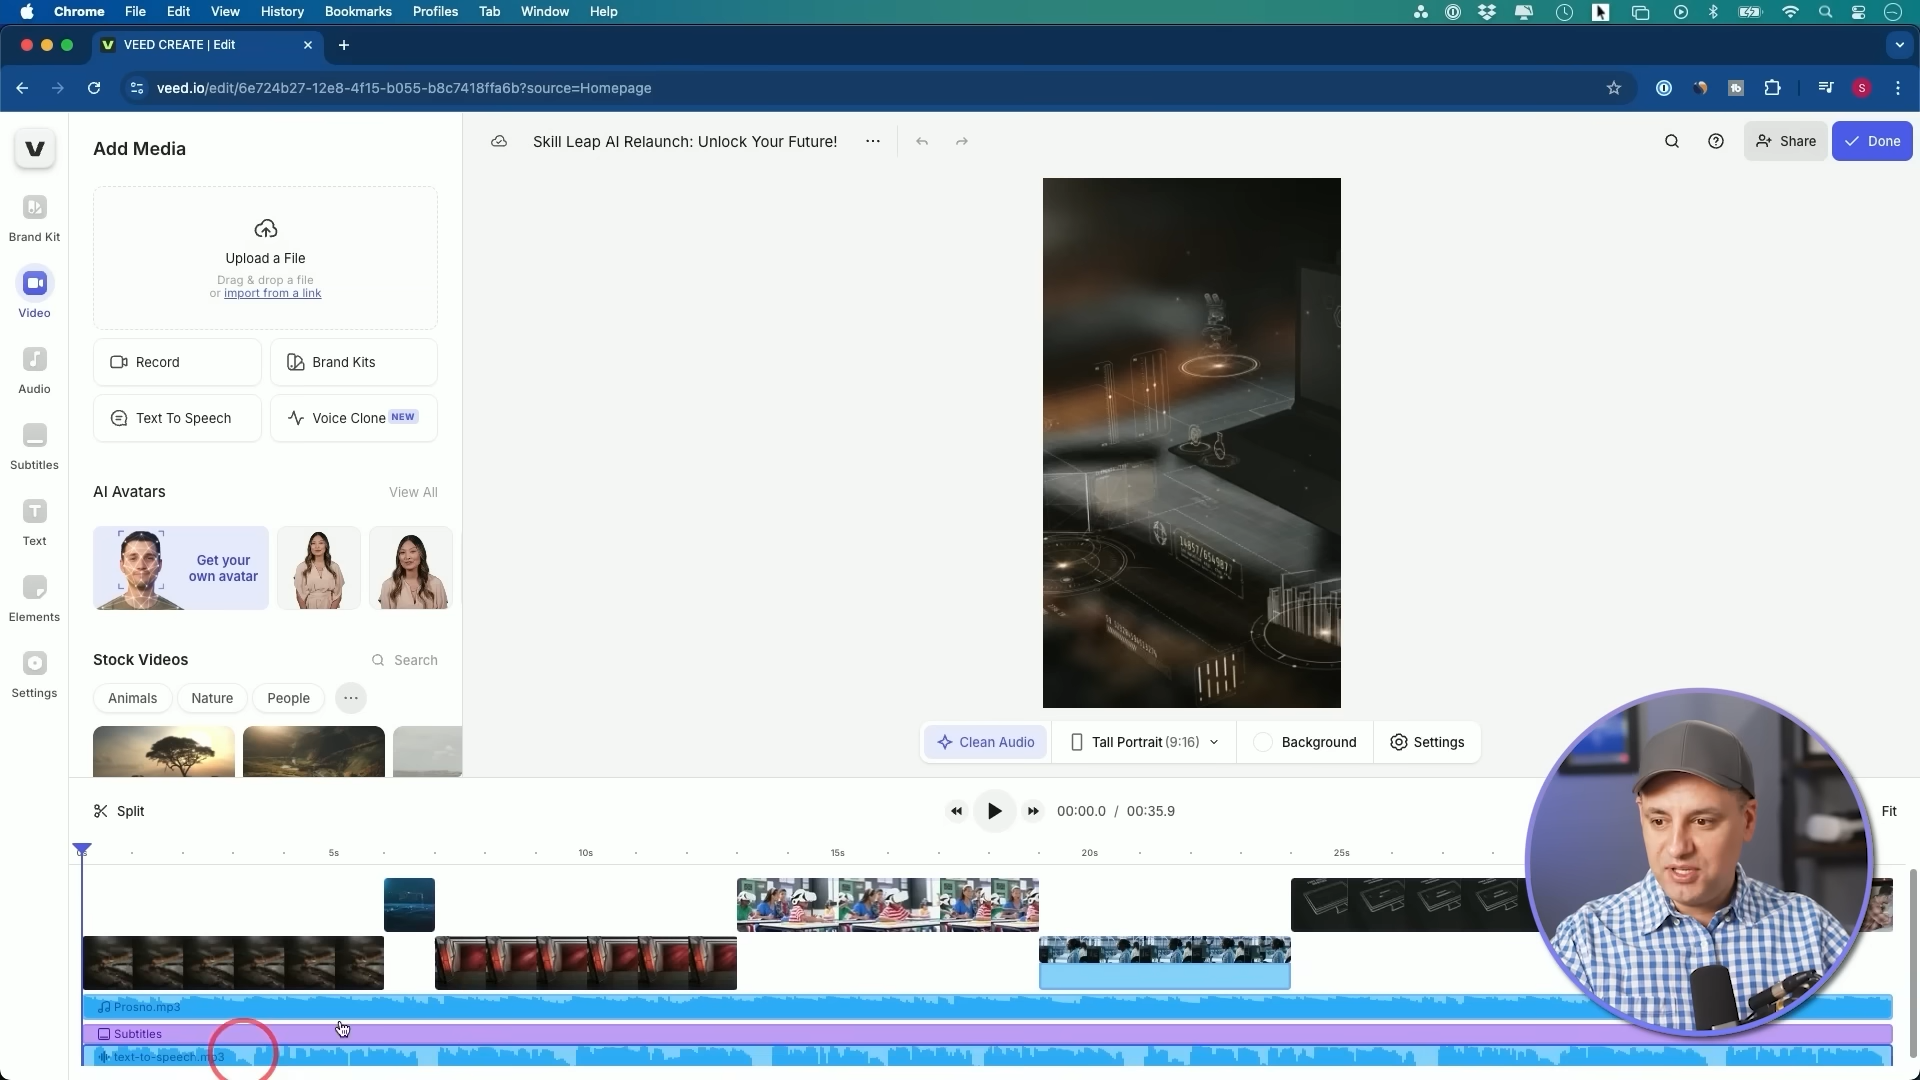 Chrome File Edit View History Bookmarks Profiles Tab Window Help
VEED CREATE | Edit
veed.io/edit/6e724b27-12e8-4f15-b055-b8c7418ffa6b?source=Homepage
S
Add Media
Skill Leap AI Relaunch: Unlock Your Future!
Share
Done
Upload a File
Drag & drop a file
or import from a link
Brand Kit
Video
Audio
Subtitles
Text
Elements
Settings
Record
Brand Kits
Text To Speech
Voice Clone NEW
AI Avatars
View All
Get your
own avatar
Stock Videos
Search
Animals
Nature
People
Clean Audio
Tall Portrait (9:16)
Background
Settings
Split
00:00.0 / 00:35.9
Fit
5s 10s 15s 20s 25s
Prosno.mp3
Subtitles
text-to-speech.mp3